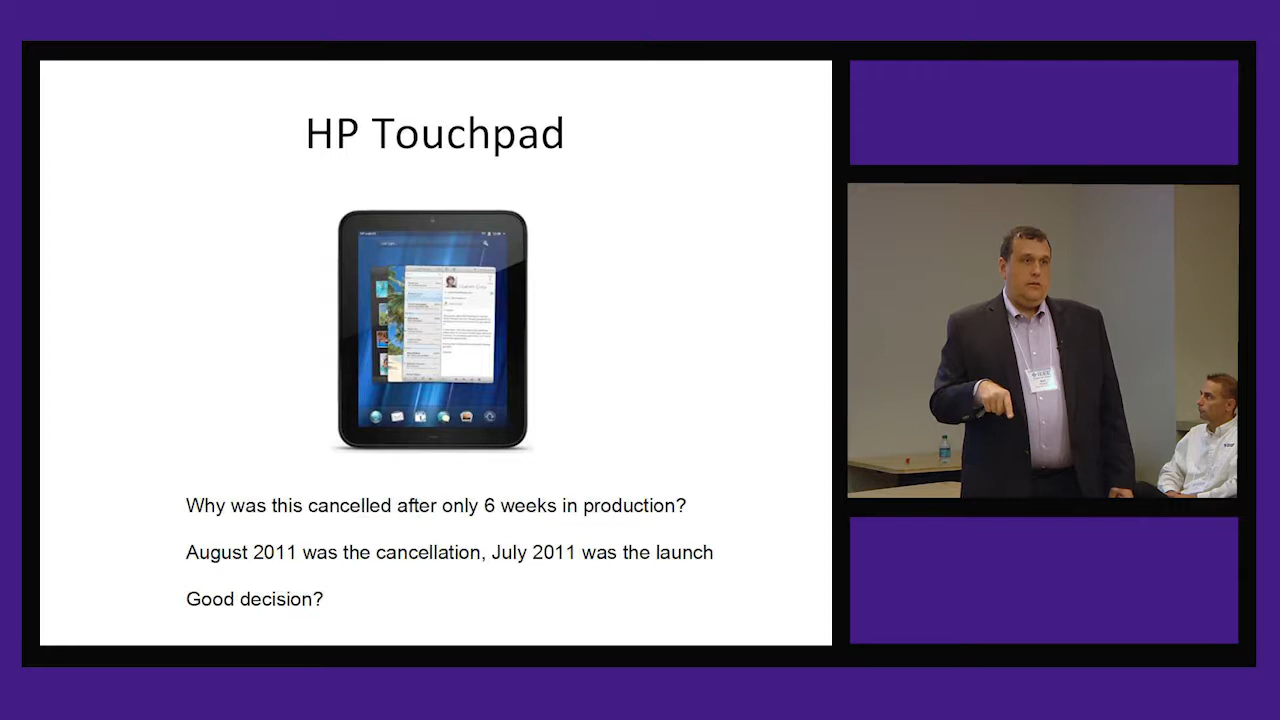 HP Touchpad
Why was this cancelled after only 6 weeks in production?
August 2011 was the cancellation, July 2011 was the launch
Good decision?
IEEE